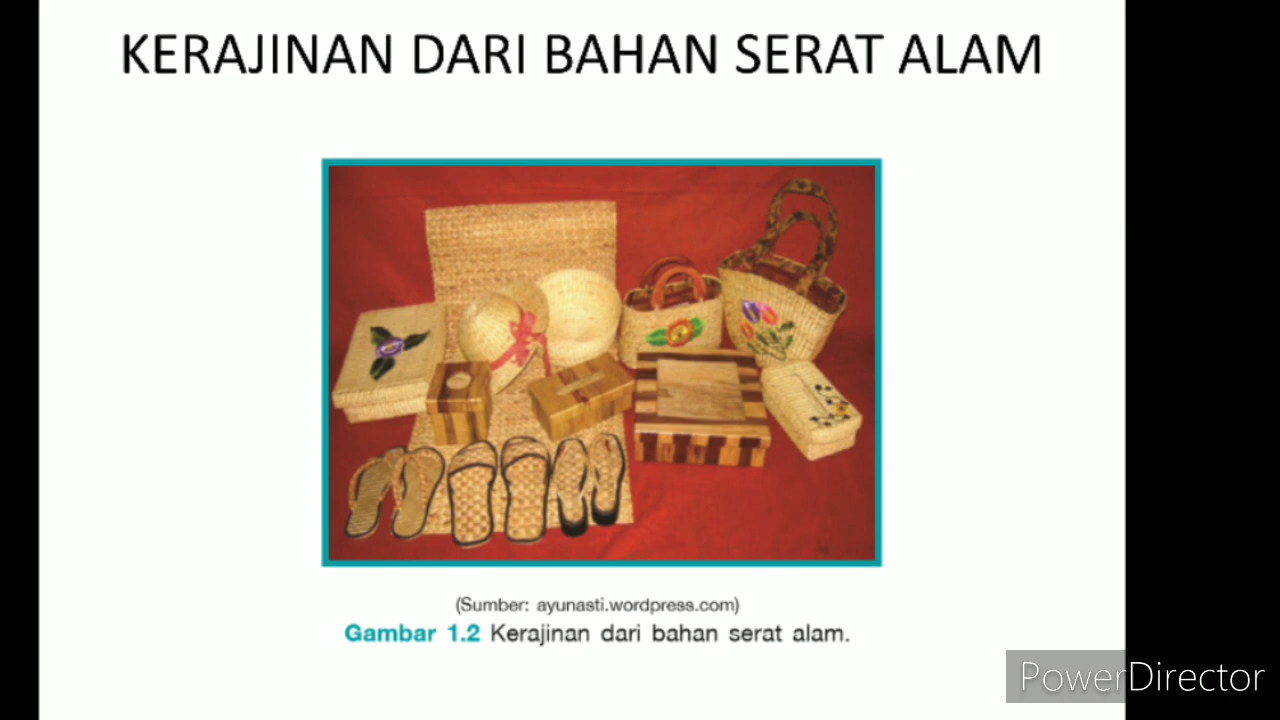 KERAJINAN DARI BAHAN SERAT ALAM
(Sumber: ayunasti.wordpress.com)
Gambar 1.2 Kerajinan dari bahan serat alam.
PowerDirector